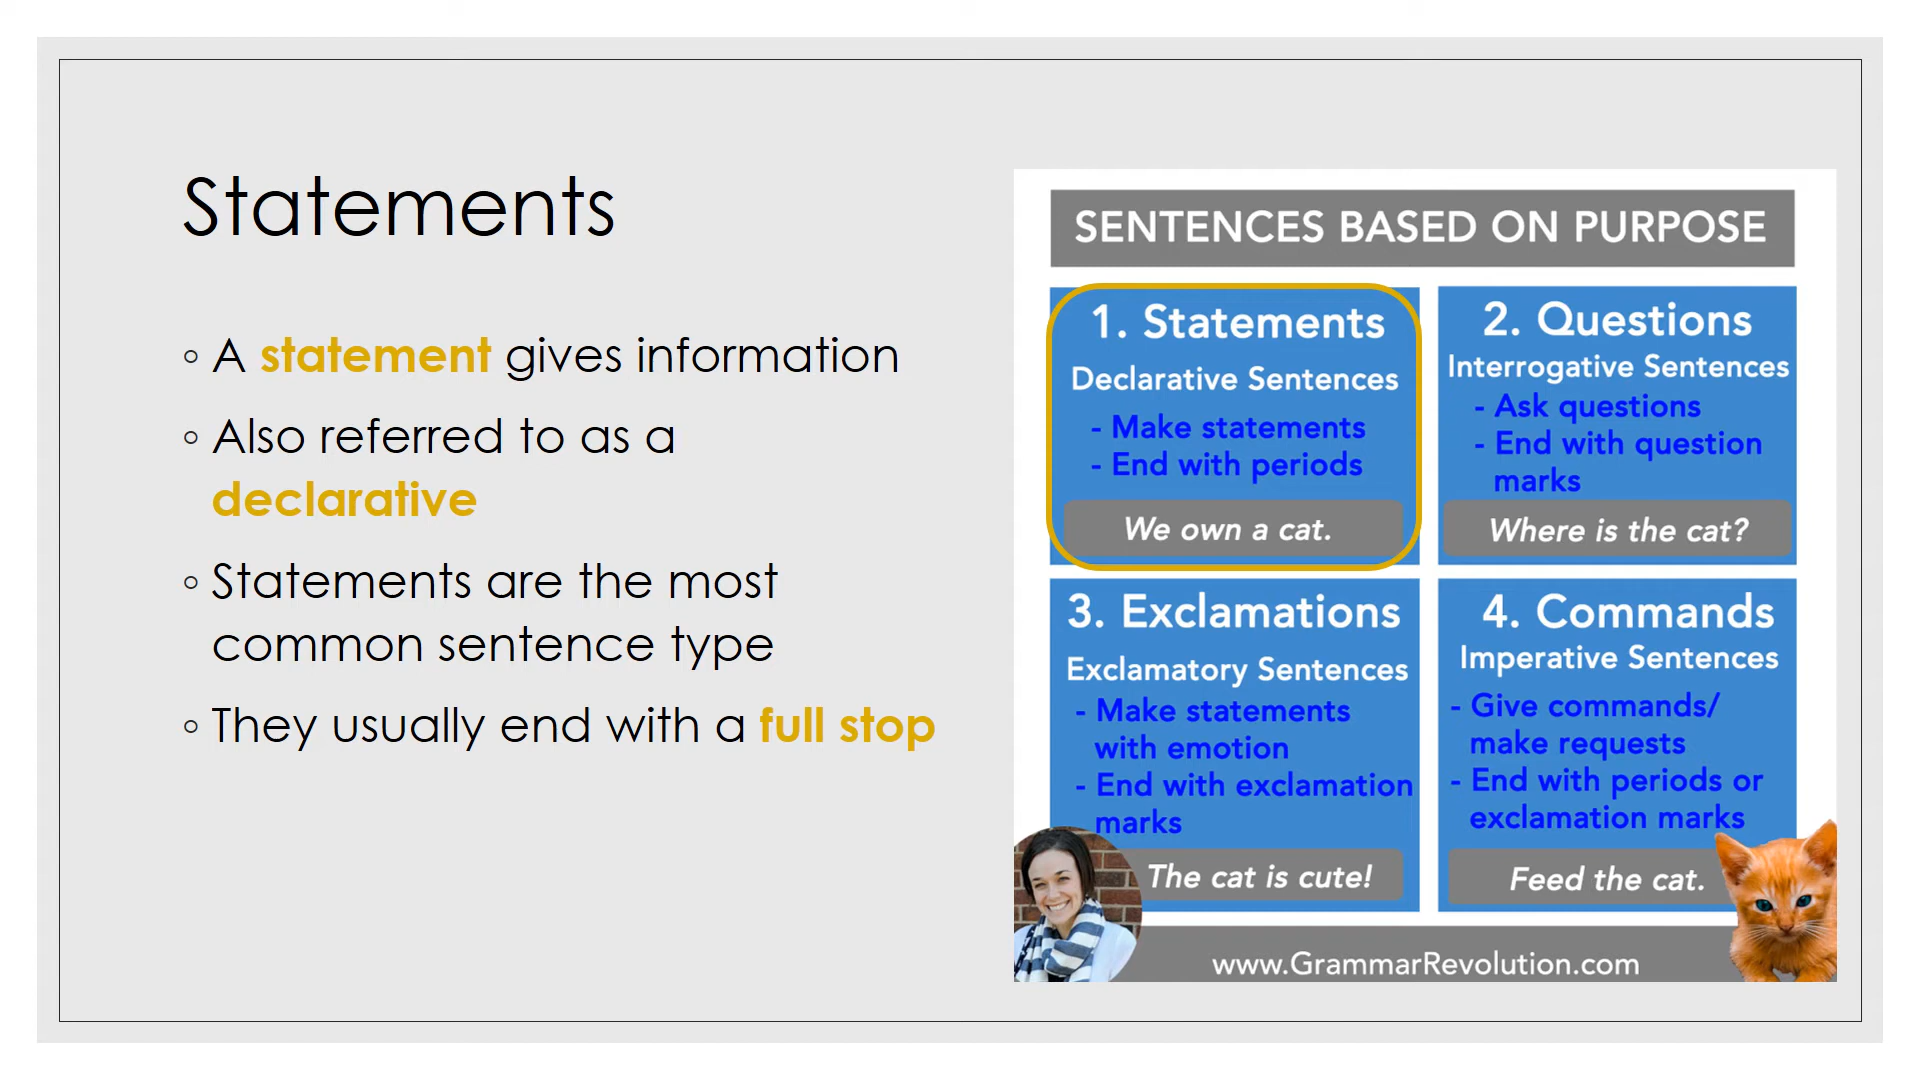 Statements
◦ A statement gives information
◦ Also referred to as a
declarative
◦ Statements are the most
common sentence type
◦ They usually end with a full stop
SENTENCES BASED ON PURPOSE
1. Statements
Declarative Sentences
- Make statements
- End with periods
We own a cat.
2. Questions
Interrogative Sentences
- Ask questions
- End with question
marks
Where is the cat?
3. Exclamations
Exclamatory Sentences
- Make statements
with emotion
- End with exclamation
marks
The cat is cute!
4. Commands
Imperative Sentences
- Give commands/
make requests
- End with periods or
exclamation marks
Feed the cat.
www.GrammarRevolution.com